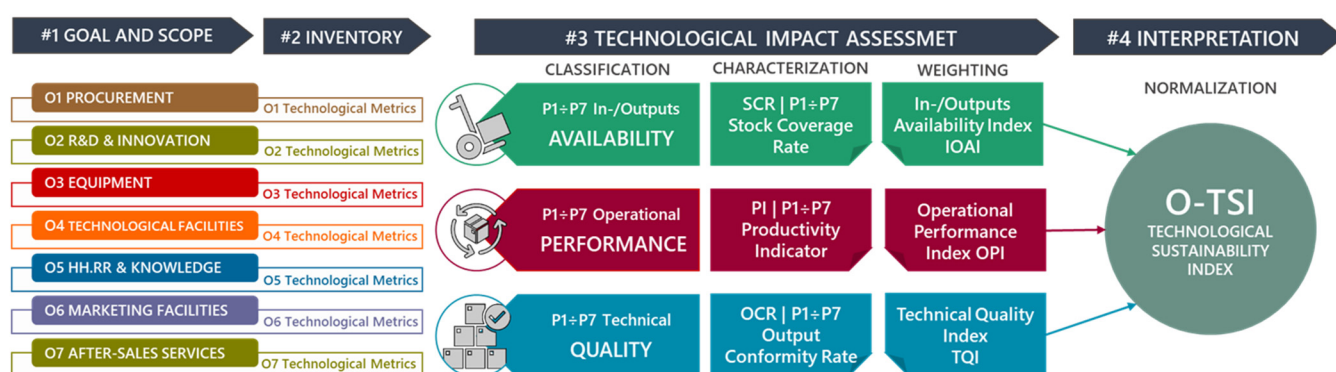 #1 GOAL AND SCOPE
#2 INVENTORY
#3 TECHNOLOGICAL IMPACT ASSESSMET
#4 INTERPRETATION
CLASSIFICATION
CHARACTERIZATION
WEIGHTING
NORMALIZATION
O1 PROCUREMENT
O1 Technological Metrics
O2 R&D & INNOVATION
O2 Technological Metrics
O3 EQUIPMENT
O3 Technological Metrics
O4 TECHNOLOGICAL FACILITIES
O4 Technological Metrics
O5 HH.RR & KNOWLEDGE
O5 Technological Metrics
O6 MARKETING FACILITIES
O6 Technological Metrics
O7 AFTER-SALES SERVICES
O7 Technological Metrics
P1÷P7 In-/Outputs
AVAILABILITY
SCR | P1÷P7
Stock Coverage
Rate
In-/Outputs
Availability Index
IOAI
P1÷P7 Operational
PERFORMANCE
PI | P1÷P7
Productivity
Indicator
Operational
Performance
Index OPI
P1÷P7 Technical
QUALITY
OCR | P1÷P7
Output
Conformity Rate
Technical Quality
Index
TQI
O-TSI
TECHNOLOGICAL
SUSTAINABILITY
INDEX